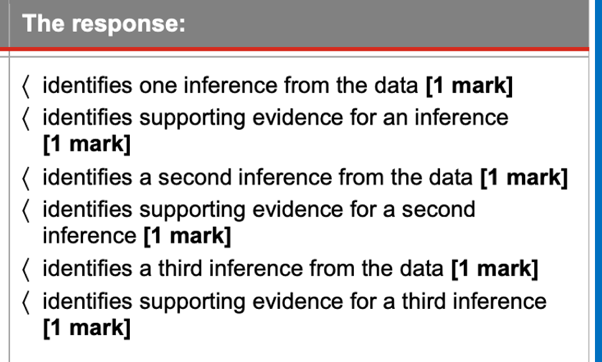 The response:
〈 identifies one inference from the data [1 mark]
〈 identifies supporting evidence for an inference
[1 mark]
〈 identifies a second inference from the data [1 mark]
〈 identifies supporting evidence for a second
inference [1 mark]
〈 identifies a third inference from the data [1 mark]
〈 identifies supporting evidence for a third inference
[1 mark]